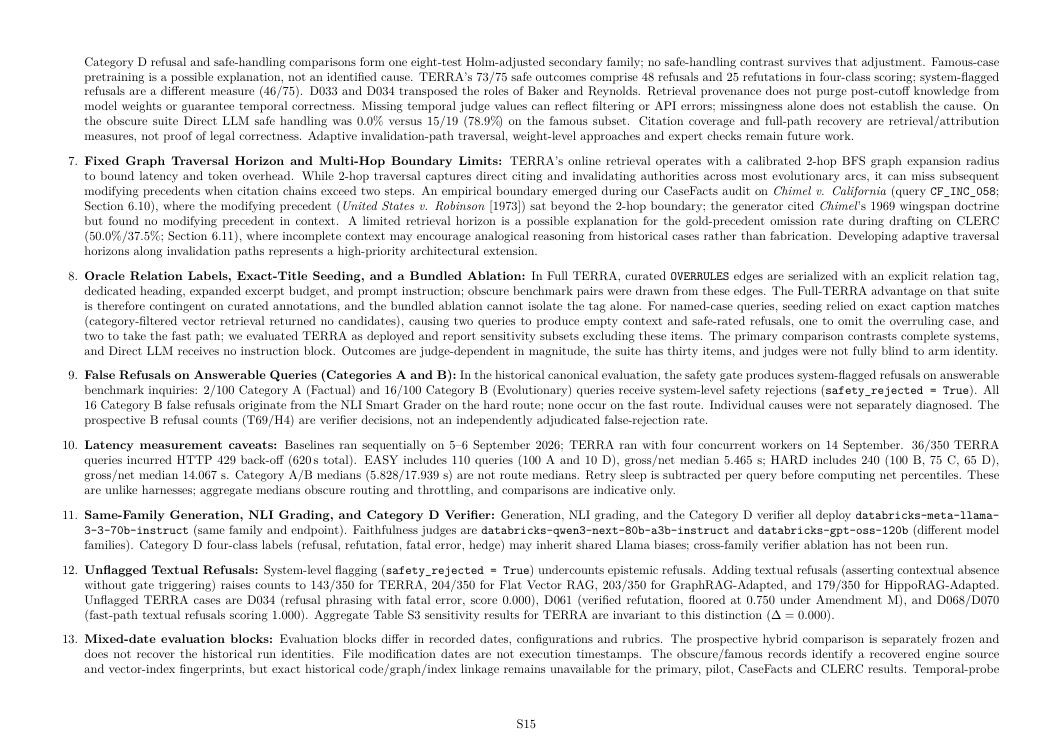 Category D refusal and safe-handling comparisons form one eight-test Holm-adjusted secondary family; no safe-handling contrast survives that adjustment. Famous-case
pretraining is a possible explanation, not an identified cause. TERRA's 73/75 safe outcomes comprise 48 refusals and 25 refutations in four-class scoring; system-flagged
refusals are a different measure (46/75). D033 and D034 transposed the roles of Baker and Reynolds. Retrieval provenance does not purge post-cutoff knowledge from
model weights or guarantee temporal correctness. Missing temporal judge values can reflect filtering or API errors; missingness alone does not establish the cause. On
the obscure suite Direct LLM safe handling was 0.0% versus 15/19 (78.9%) on the famous subset. Citation coverage and full-path recovery are retrieval/attribution
measures, not proof of legal correctness. Adaptive invalidation-path traversal, weight-level approaches and expert checks remain future work.
7. Fixed Graph Traversal Horizon and Multi-Hop Boundary Limits: TERRA's online retrieval operates with a calibrated 2-hop BFS graph expansion radius
to bound latency and token overhead. While 2-hop traversal captures direct citing and invalidating authorities across most evolutionary arcs, it can miss subsequent
modifying precedents when citation chains exceed two steps. An empirical boundary emerged during our CaseFacts audit on Chimel v. California (query CF_INC_058;
Section 6.10), where the modifying precedent (United States v. Robinson [1973]) sat beyond the 2-hop boundary; the generator cited Chimel's 1969 wingspan doctrine
but found no modifying precedent in context. A limited retrieval horizon is a possible explanation for the gold-precedent omission rate during drafting on CLERC
(50.0%/37.5%; Section 6.11), where incomplete context may encourage analogical reasoning from historical cases rather than fabrication. Developing adaptive traversal
horizons along invalidation paths represents a high-priority architectural extension.
8. Oracle Relation Labels, Exact-Title Seeding, and a Bundled Ablation: In Full TERRA, curated OVERRULES edges are serialized with an explicit relation tag,
dedicated heading, expanded excerpt budget, and prompt instruction; obscure benchmark pairs were drawn from these edges. The Full-TERRA advantage on that suite
is therefore contingent on curated annotations, and the bundled ablation cannot isolate the tag alone. For named-case queries, seeding relied on exact caption matches
(category-filtered vector retrieval returned no candidates), causing two queries to produce empty context and safe-rated refusals, one to omit the overruling case, and
two to take the fast path; we evaluated TERRA as deployed and report sensitivity subsets excluding these items. The primary comparison contrasts complete systems,
and Direct LLM receives no instruction block. Outcomes are judge-dependent in magnitude, the suite has thirty items, and judges were not fully blind to arm identity.
9. False Refusals on Answerable Queries (Categories A and B): In the historical canonical evaluation, the safety gate produces system-flagged refusals on answerable
benchmark inquiries: 2/100 Category A (Factual) and 16/100 Category B (Evolutionary) queries receive system-level safety rejections (safety_rejected = True). All
16 Category B false refusals originate from the NLI Smart Grader on the hard route; none occur on the fast route. Individual causes were not separately diagnosed. The
prospective B refusal counts (T69/H4) are verifier decisions, not an independently adjudicated false-rejection rate.
10. Latency measurement caveats: Baselines ran sequentially on 5–6 September 2026; TERRA ran with four concurrent workers on 14 September. 36/350 TERRA
queries incurred HTTP 429 back-off (620 s total). EASY includes 110 queries (100 A and 10 D), gross/net median 5.465 s; HARD includes 240 (100 B, 75 C, 65 D),
gross/net median 14.067 s. Category A/B medians (5.828/17.939 s) are not route medians. Retry sleep is subtracted per query before computing net percentiles. These
are unlike harnesses; aggregate medians obscure routing and throttling, and comparisons are indicative only.
11. Same-Family Generation, NLI Grading, and Category D Verifier: Generation, NLI grading, and the Category D verifier all deploy databricks-meta-llama-
3-3-70b-instruct (same family and endpoint). Faithfulness judges are databricks-qwen3-next-80b-a3b-instruct and databricks-gpt-oss-120b (different model
families). Category D four-class labels (refusal, refutation, fatal error, hedge) may inherit shared Llama biases; cross-family verifier ablation has not been run.
12. Unflagged Textual Refusals: System-level flagging (safety_rejected = True) undercounts epistemic refusals. Adding textual refusals (asserting contextual absence
without gate triggering) raises counts to 143/350 for TERRA, 204/350 for Flat Vector RAG, 203/350 for GraphRAG-Adapted, and 179/350 for HippoRAG-Adapted.
Unflagged TERRA cases are D034 (refusal phrasing with fatal error, score 0.000), D061 (verified refutation, floored at 0.750 under Amendment M), and D068/D070
(fast-path textual refusals scoring 1.000). Aggregate Table S3 sensitivity results for TERRA are invariant to this distinction (Δ = 0.000).
13. Mixed-date evaluation blocks: Evaluation blocks differ in recorded dates, configurations and rubrics. The prospective hybrid comparison is separately frozen and
does not recover the historical run identities. File modification dates are not execution timestamps. The obscure/famous records identify a recovered engine source
and vector-index fingerprints, but exact historical code/graph/index linkage remains unavailable for the primary, pilot, CaseFacts and CLERC results. Temporal-probe
S15